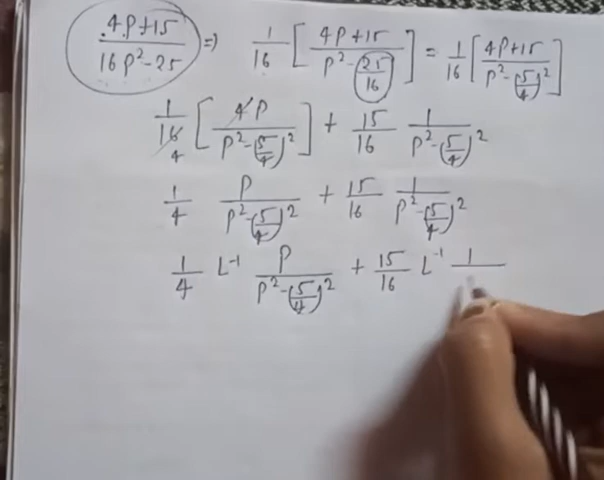 (4P+15)/(16P²-25) ⇒ 1/16 [(4P+15)/(P²-(25/16))] = 1/16 [(4P+15)/(P²-(5/4)²)]
1/16 4 [4P/(P²-(5/4)²)] + 15/16 1/(P²-(5/4)²)
1/4 P/(P²-(5/4)²) + 15/16 1/(P²-(5/4)²)
1/4 L⁻¹ P/(P²-(5/4)²) + 15/16 L⁻¹ 1/